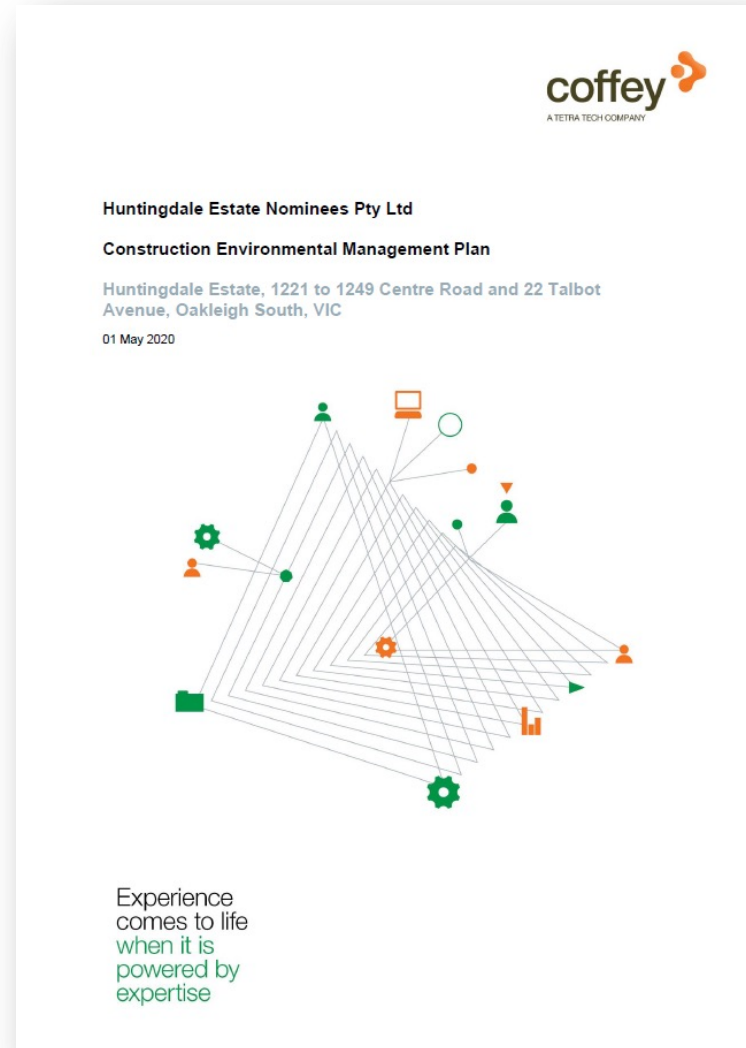 coffey
A TETRA TECH COMPANY
Huntingdale Estate Nominees Pty Ltd
Construction Environmental Management Plan
Huntingdale Estate, 1221 to 1249 Centre Road and 22 Talbot
Avenue, Oakleigh South, VIC
01 May 2020
Experience
comes to life
when it is
powered by
expertise